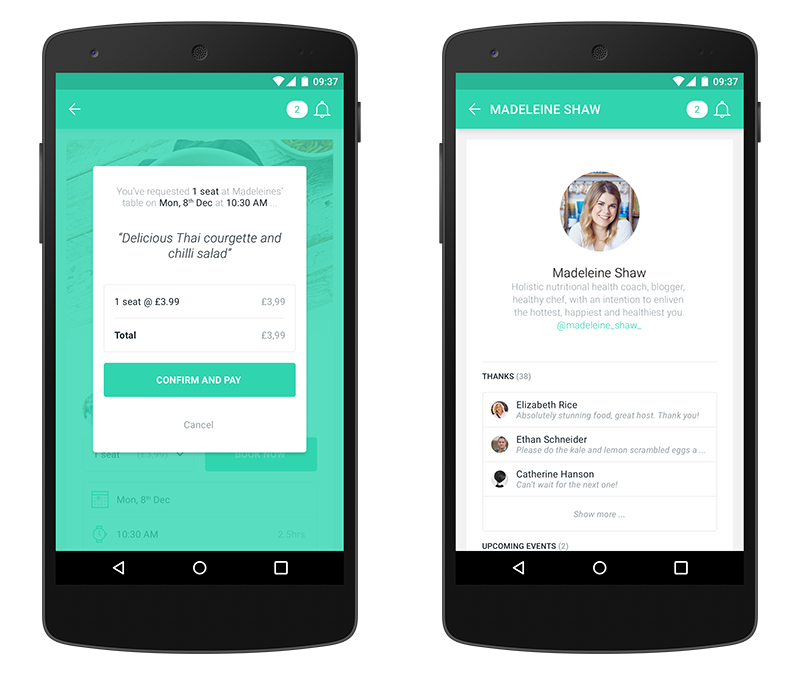 09:37
2
You've requested 1 seat at Madeleines'
table on Mon, 8th Dec at 10:30 AM ...
“Delicious Thai courgette and
chilli salad”
1 seat @ £3.99 £3,99
Total £3,99
CONFIRM AND PAY
Cancel
1 seat (£3.99) BOOK NOW
Mon, 8th Dec
10:30 AM 2.5hrs
09:37
MADELEINE SHAW 2
Madeleine Shaw
Holistic nutritional health coach, blogger,
healthy chef, with an intention to enliven
the hottest, happiest and healthiest you.
@madeleine_shaw_
THANKS (38)
Elizabeth Rice
Absolutely stunning food, great host. Thank you!
Ethan Schneider
Please do the kale and lemon scrambled eggs a ...
Catherine Hanson
Can't wait for the next one!
Show more ...
UPCOMING EVENTS (2)